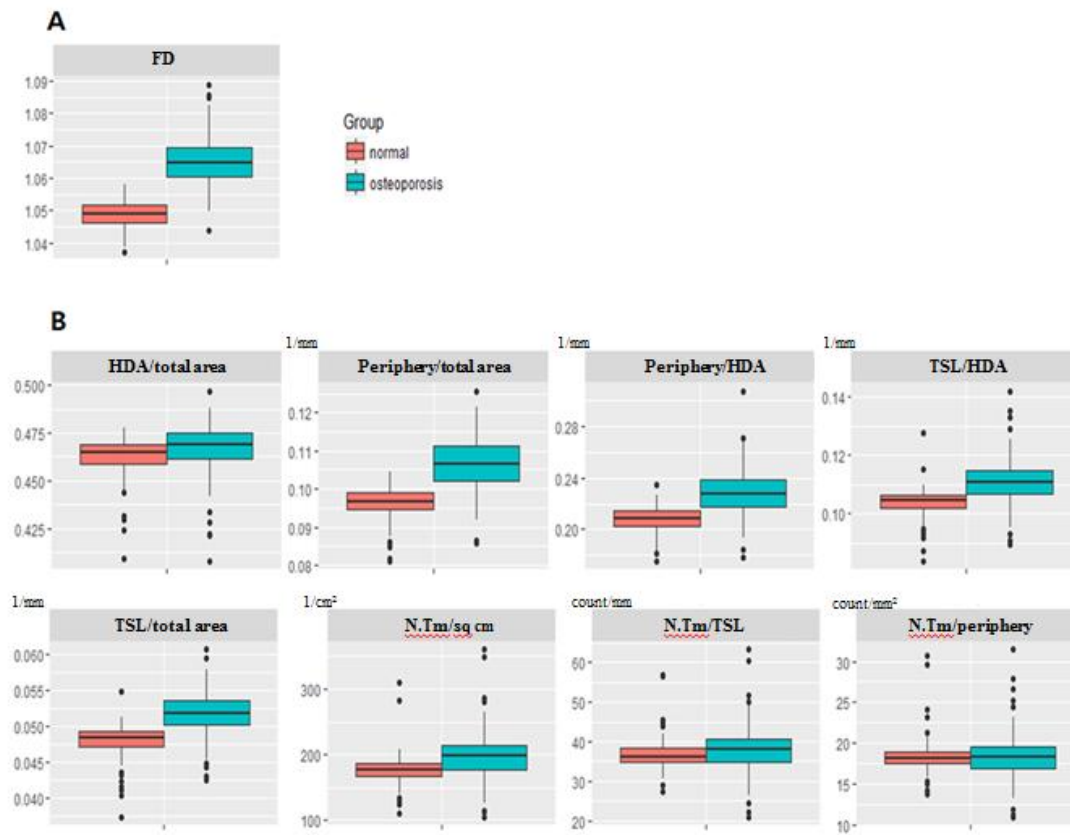 A
FD
1.09
1.08
1.07
1.06
1.05
1.04
Group
normal
osteoporosis
B
HDA/total area
0.500
0.475
0.450
0.425
1/mm
Periphery/total area
0.12
0.11
0.10
0.09
0.08
1/mm
Periphery/HDA
0.28
0.24
0.20
1/mm
TSL/HDA
0.14
0.12
0.10
1/mm
TSL/total area
0.060
0.055
0.050
0.045
0.040
1/cm²
N.Tm/sq cm
300
200
100
count/mm
N.Tm/TSL
60
50
40
30
20
count/mm²
N.Tm/periphery
30
25
20
15
10